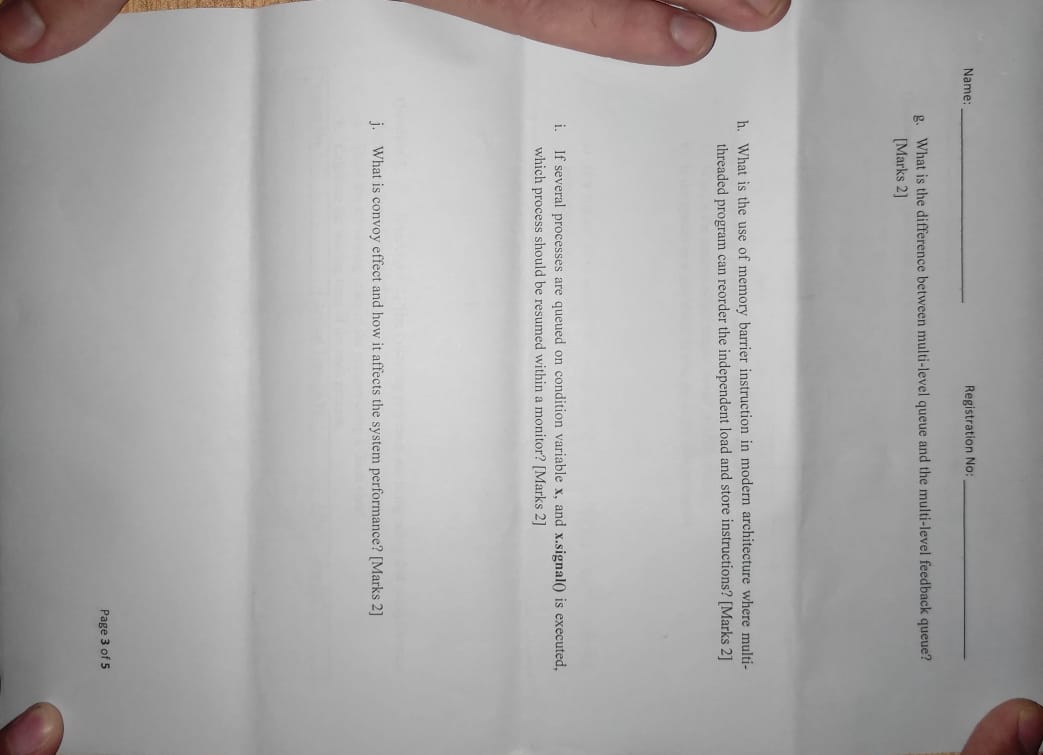 Name: ____________________ Registration No: ____________________
g. What is the difference between multi-level queue and the multi-level feedback queue?
[Marks 2]
h. What is the use of memory barrier instruction in modern architecture where multi-
threaded program can reorder the independent load and store instructions? [Marks 2]
i. If several processes are queued on condition variable x, and x.signal() is executed,
which process should be resumed within a monitor? [Marks 2]
j. What is convoy effect and how it affects the system performance? [Marks 2]
Page 3 of 5